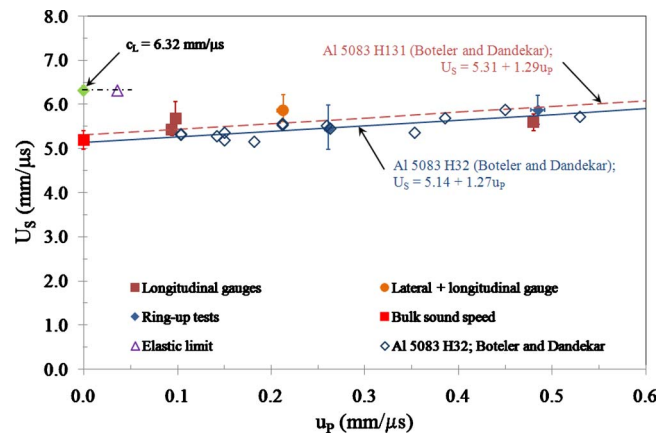 8.0
7.0
6.0
5.0
4.0
3.0
2.0
1.0
0.0
U_S (mm/μs)
c_L = 6.32 mm/μs
Al 5083 H131 (Boteler and Dandekar);
U_S = 5.31 + 1.29u_P
Al 5083 H32 (Boteler and Dandekar);
U_S = 5.14 + 1.27u_P
Longitudinal gauges
Lateral + longitudinal gauge
Ring-up tests
Bulk sound speed
Elastic limit
Al 5083 H32; Boteler and Dandekar
0.0 0.1 0.2 0.3 0.4 0.5 0.6
u_P (mm/μs)